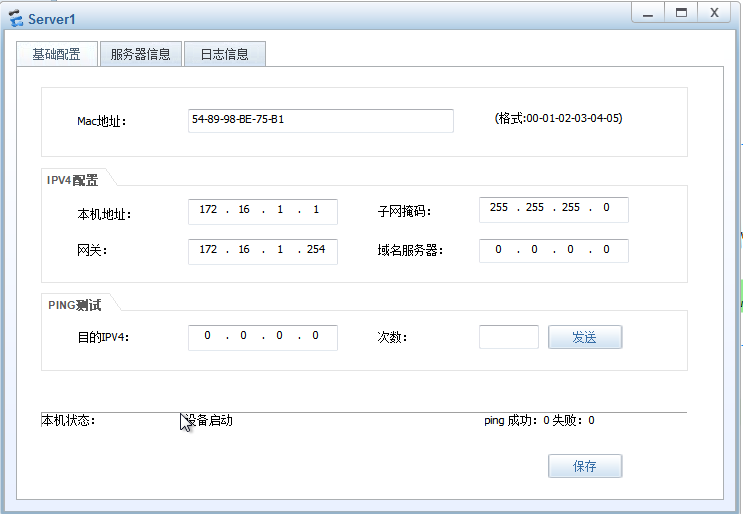 Server1
基础配置 服务器信息 日志信息
Mac地址: 54-89-98-BE-75-B1 (格式:00-01-02-03-04-05)
IPV4配置
本机地址: 172 . 16 . 1 . 1 子网掩码: 255 . 255 . 255 . 0
网关: 172 . 16 . 1 . 254 域名服务器: 0 . 0 . 0 . 0
PING测试
目的IPV4: 0 . 0 . 0 . 0 次数: 发送
本机状态: 设备启动 ping 成功: 0 失败: 0
保存